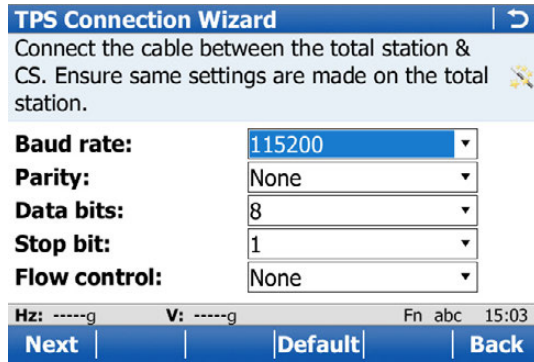 TPS Connection Wizard
Connect the cable between the total station &
CS. Ensure same settings are made on the total
station.
Baud rate: 115200
Parity: None
Data bits: 8
Stop bit: 1
Flow control: None
Hz: -----g V: -----g Fn abc 15:03
Next Default Back